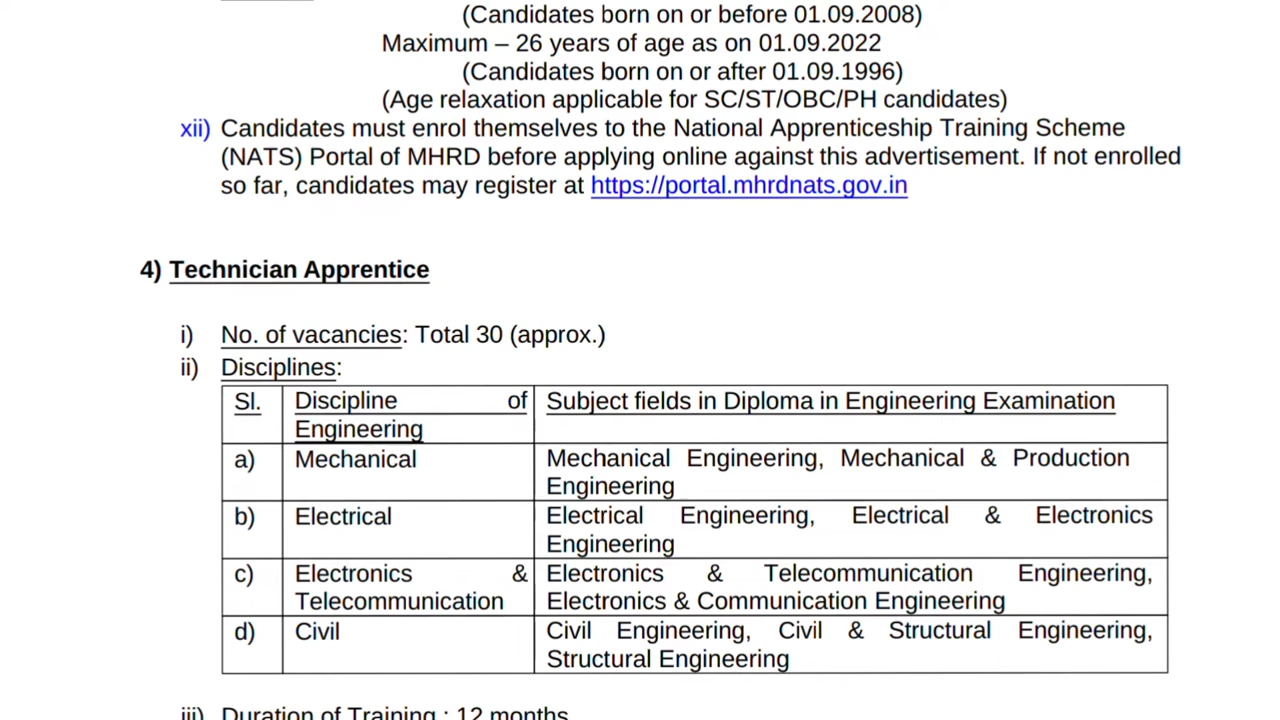 (Candidates born on or before 01.09.2008)
Maximum – 26 years of age as on 01.09.2022
(Candidates born on or after 01.09.1996)
(Age relaxation applicable for SC/ST/OBC/PH candidates)
xii) Candidates must enrol themselves to the National Apprenticeship Training Scheme
(NATS) Portal of MHRD before applying online against this advertisement. If not enrolled
so far, candidates may register at https://portal.mhrdnats.gov.in
4) Technician Apprentice
i) No. of vacancies: Total 30 (approx.)
ii) Disciplines:
Sl. Discipline of Subject fields in Diploma in Engineering Examination
Engineering
a) Mechanical Mechanical Engineering, Mechanical & Production
Engineering
b) Electrical Electrical Engineering, Electrical & Electronics
Engineering
c) Electronics & Electronics & Telecommunication Engineering,
Telecommunication Electronics & Communication Engineering
d) Civil Civil Engineering, Civil & Structural Engineering,
Structural Engineering
iii) Duration of Training : 12 months